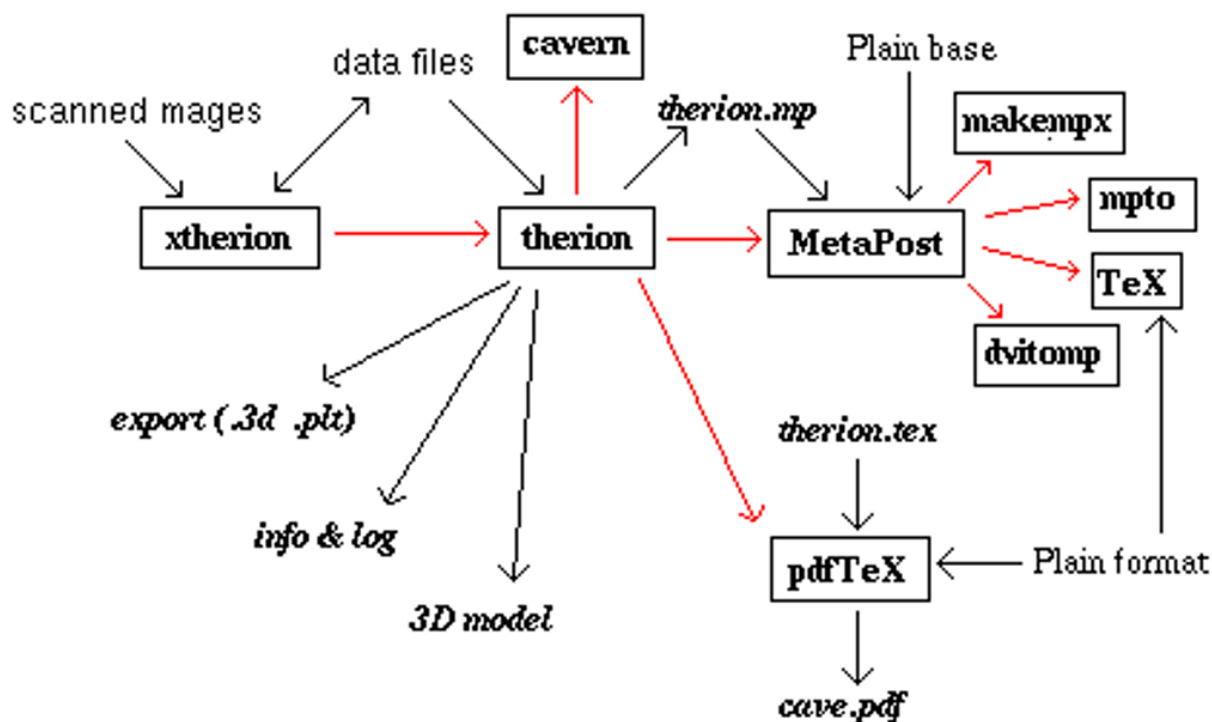 cavern
Plain base
data files
scanned mages
therion.mp
makempx
mpto
xtherion
therion
MetaPost
TeX
dvitomp
export (.3d .plt)
therion.tex
info & log
pdfTeX
Plain format
3D model
cave.pdf